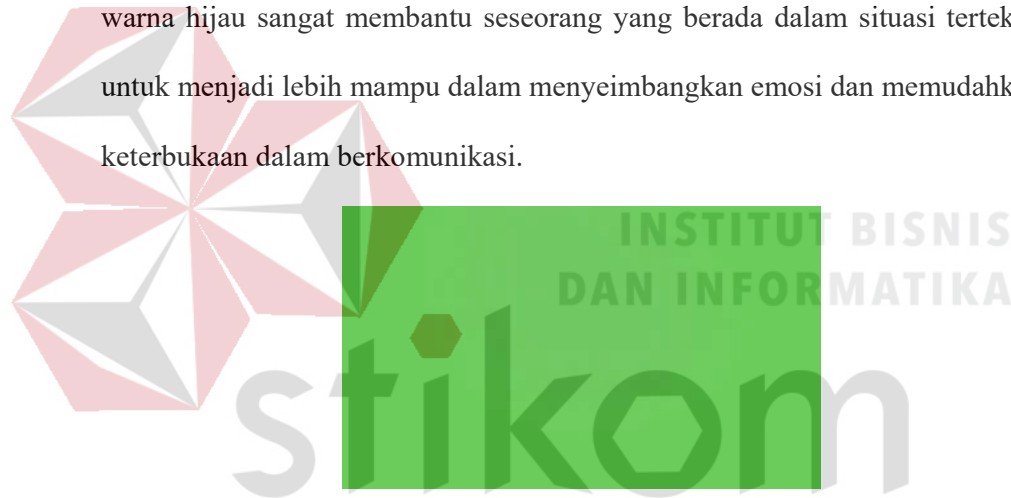 warna hijau sangat membantu seseorang yang berada dalam situasi tertek
untuk menjadi lebih mampu dalam menyeimbangkan emosi dan memudahk
keterbukaan dalam berkomunikasi.
INSTITUT BISNIS
DAN INFORMATIKA
stikom